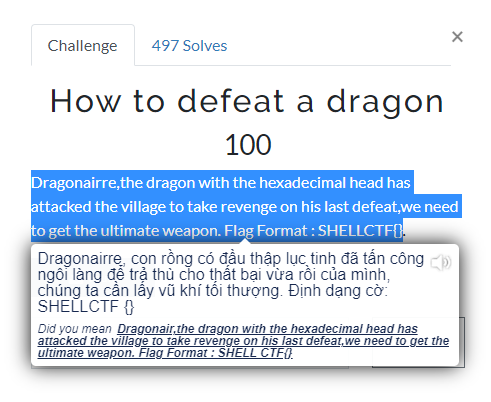 Challenge
497 Solves
×
How to defeat a dragon
100
Dragonairre,the dragon with the hexadecimal head has
attacked the village to take revenge on his last defeat,we need
to get the ultimate weapon. Flag Format : SHELLCTF{}.
Dragonairre, con rồng có đầu thập lục tinh đã tấn công
ngôi làng để trả thù cho thất bại vừa rồi của mình,
chúng ta cần lấy vũ khí tối thượng. Định dạng cờ:
SHELLCTF {}
Did you mean Dragonair,the dragon with the hexadecimal head has
attacked the village to take revenge on his last defeat,we need to get the
ultimate weapon. Flag Format : SHELL CTF{}